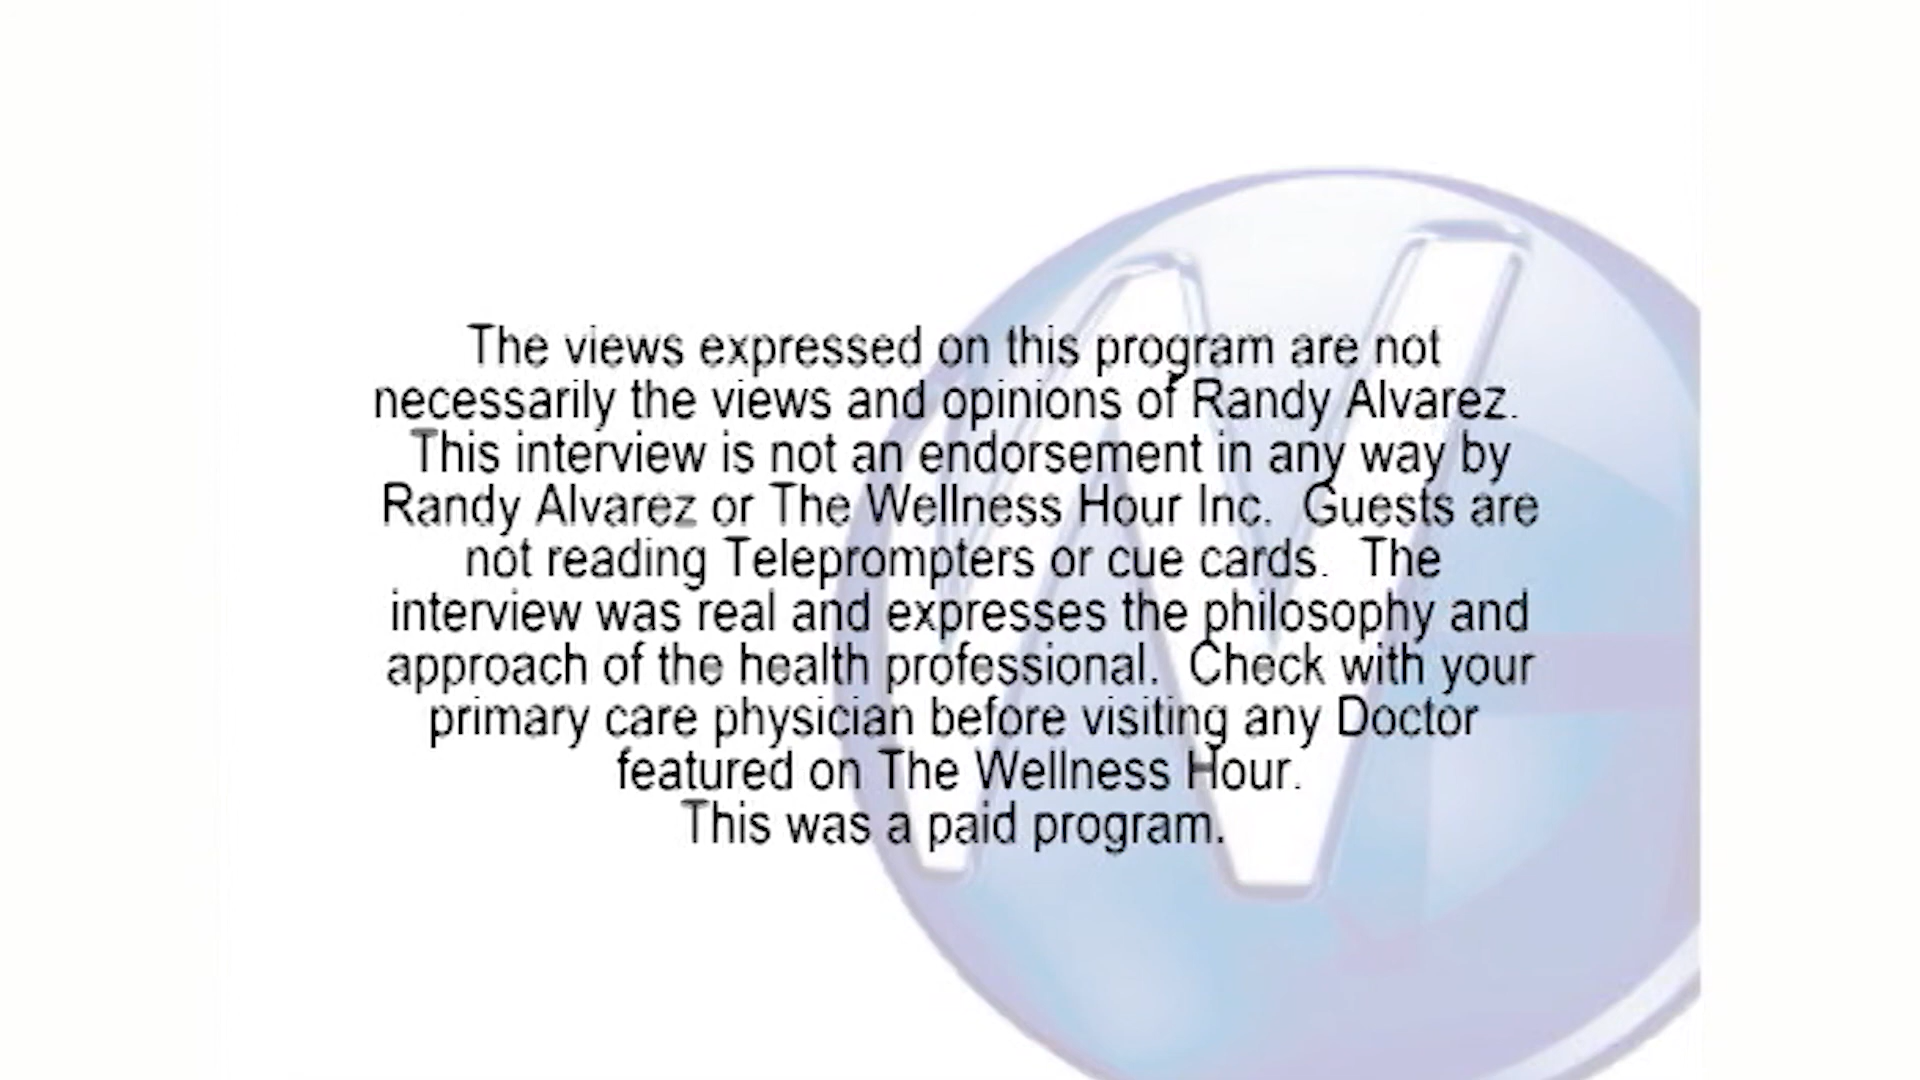 The views expressed on this program are not
necessarily the views and opinions of Randy Alvarez.
This interview is not an endorsement in any way by
Randy Alvarez or The Wellness Hour Inc.  Guests are
not reading Teleprompters or cue cards.  The
interview was real and expresses the philosophy and
approach of the health professional.  Check with your
primary care physician before visiting any Doctor
featured on The Wellness Hour.
This was a paid program.
W